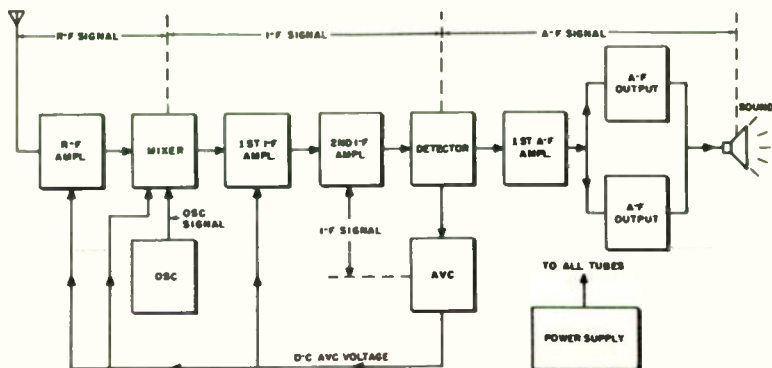 R-F SIGNAL
I-F SIGNAL
A-F SIGNAL
A-F
OUTPUT
SOUND
R-F
AMPL
MIXER
1ST I-F
AMPL
2ND I-F
AMPL
DETECTOR
1ST A-F
AMPL
OSC
SIGNAL
I-F SIGNAL
A-F
OUTPUT
OSC
AVC
TO ALL TUBES
POWER SUPPLY
D-C AVC VOLTAGE